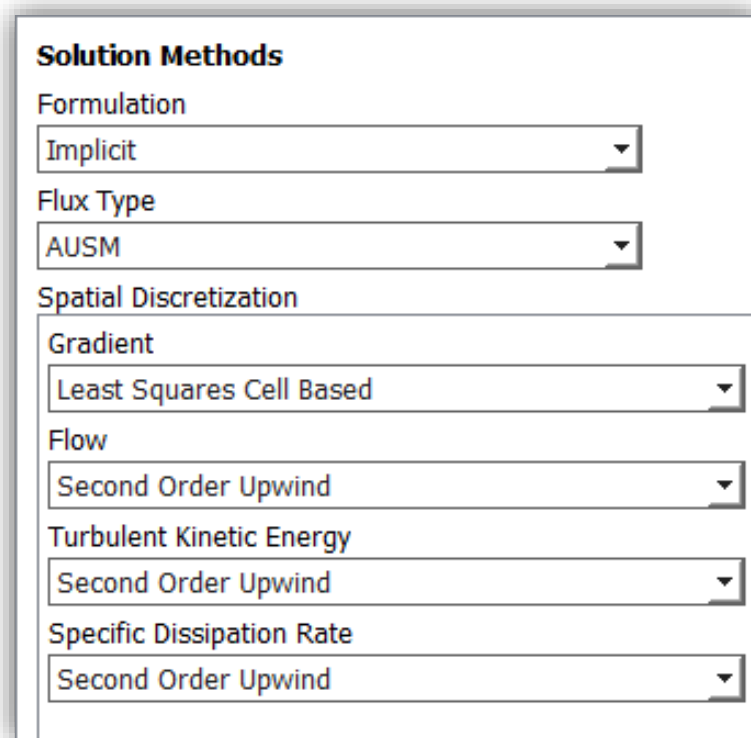 Solution Methods
Formulation
Implicit
Flux Type
AUSM
Spatial Discretization
Gradient
Least Squares Cell Based
Flow
Second Order Upwind
Turbulent Kinetic Energy
Second Order Upwind
Specific Dissipation Rate
Second Order Upwind